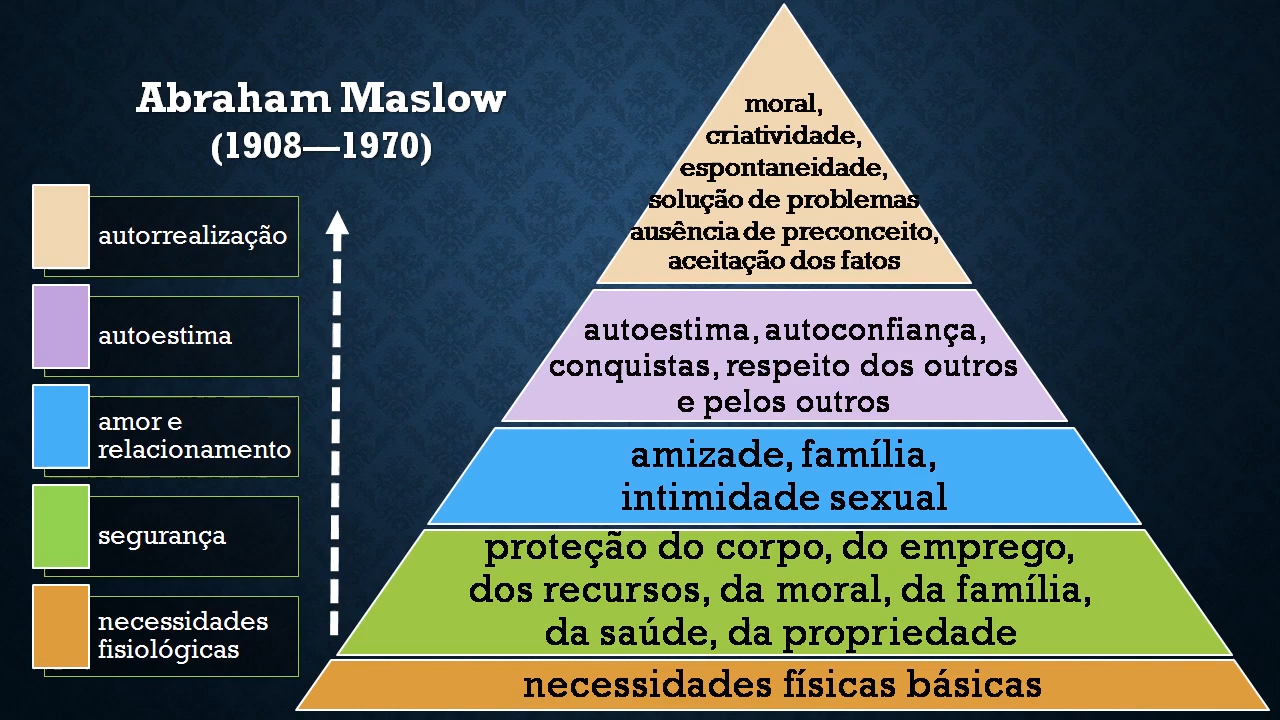 Abraham Maslow
(1908—1970)
autorrealização
autoestima
amor e
relacionamento
segurança
necessidades
fisiológicas
moral,
criatividade,
espontaneidade,
solução de problemas
ausência de preconceito,
aceitação dos fatos
autoestima, autoconfiança,
conquistas, respeito dos outros
e pelos outros
amizade, família,
intimidade sexual
proteção do corpo, do emprego,
dos recursos, da moral, da família,
da saúde, da propriedade
necessidades físicas básicas